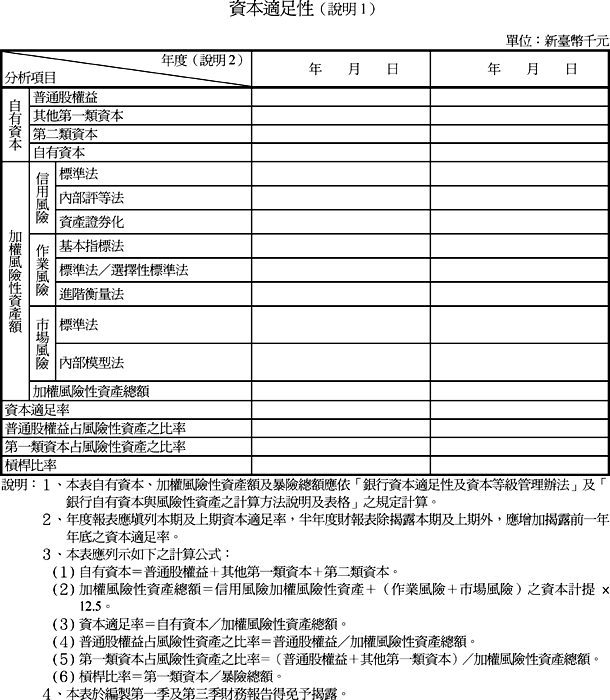 資本適足性（說明1）
單位：新臺幣千元
年度（說明2）
分析項目
年　月　日
年　月　日
自有資本
普通股權益
其他第一類資本
第二類資本
自有資本
加權風險性資產額
信用風險
標準法
內部評等法
資產證券化
作業風險
基本指標法
標準法／選擇性標準法
進階衡量法
市場風險
標準法
內部模型法
加權風險性資產總額
資本適足率
普通股權益占風險性資產之比率
第一類資本占風險性資產之比率
槓桿比率
說明：1、本表自有資本、加權風險性資產額及暴險總額應依「銀行資本適足性及資本等級管理辦法」及「
銀行自有資本與風險性資產之計算方法說明及表格」之規定計算。
2、年度報表應填列本期及上期資本適足率，半年度財報表除揭露本期及上期外，應增加揭露前一年
年底之資本適足率。
3、本表應列示如下之計算公式：
(1) 自有資本＝普通股權益＋其他第一類資本＋第二類資本。
(2) 加權風險性資產總額＝信用風險加權風險性資產＋（作業風險＋市場風險）之資本計提 ×
12.5。
(3) 資本適足率＝自有資本／加權風險性資產總額。
(4) 普通股權益占風險性資產之比率＝普通股權益／加權風險性資產總額。
(5) 第一類資本占風險性資產之比率＝（普通股權益＋其他第一類資本）／加權風險性資產總額。
(6) 槓桿比率＝第一類資本／暴險總額。
4、本表於編製第一季及第三季財務報告得免予揭露。